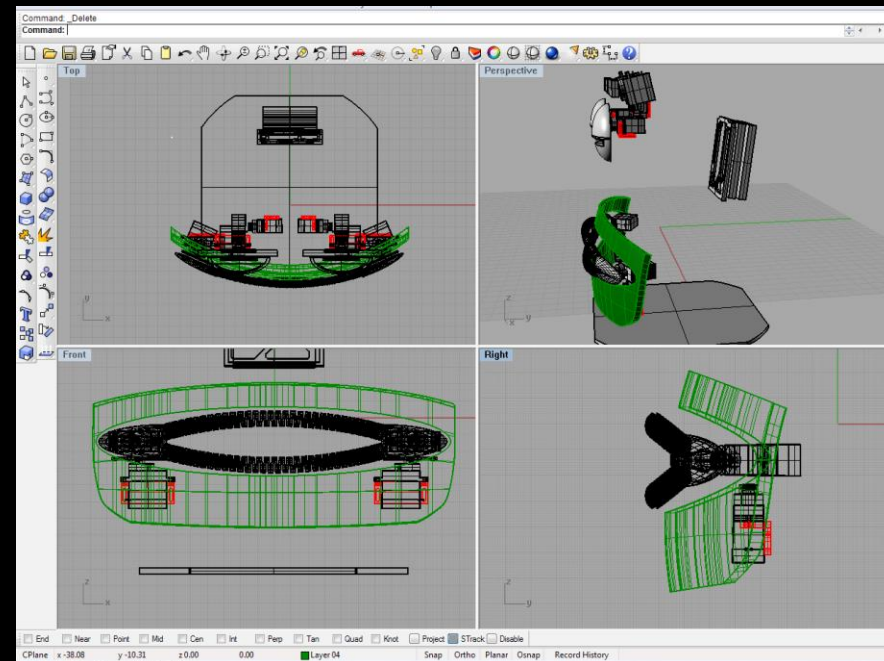 Command: _Delete
Command:
Top
Perspective
y
x
z
x
y
Front
Right
z
x
z
y
End Near Point Mid Cen Int Perp Tan Quad Knot Project STrack Disable
CPlane x -38.08 y -10.31 z 0.00 0.00 Layer 04 Snap Ortho Planar Osnap Record History